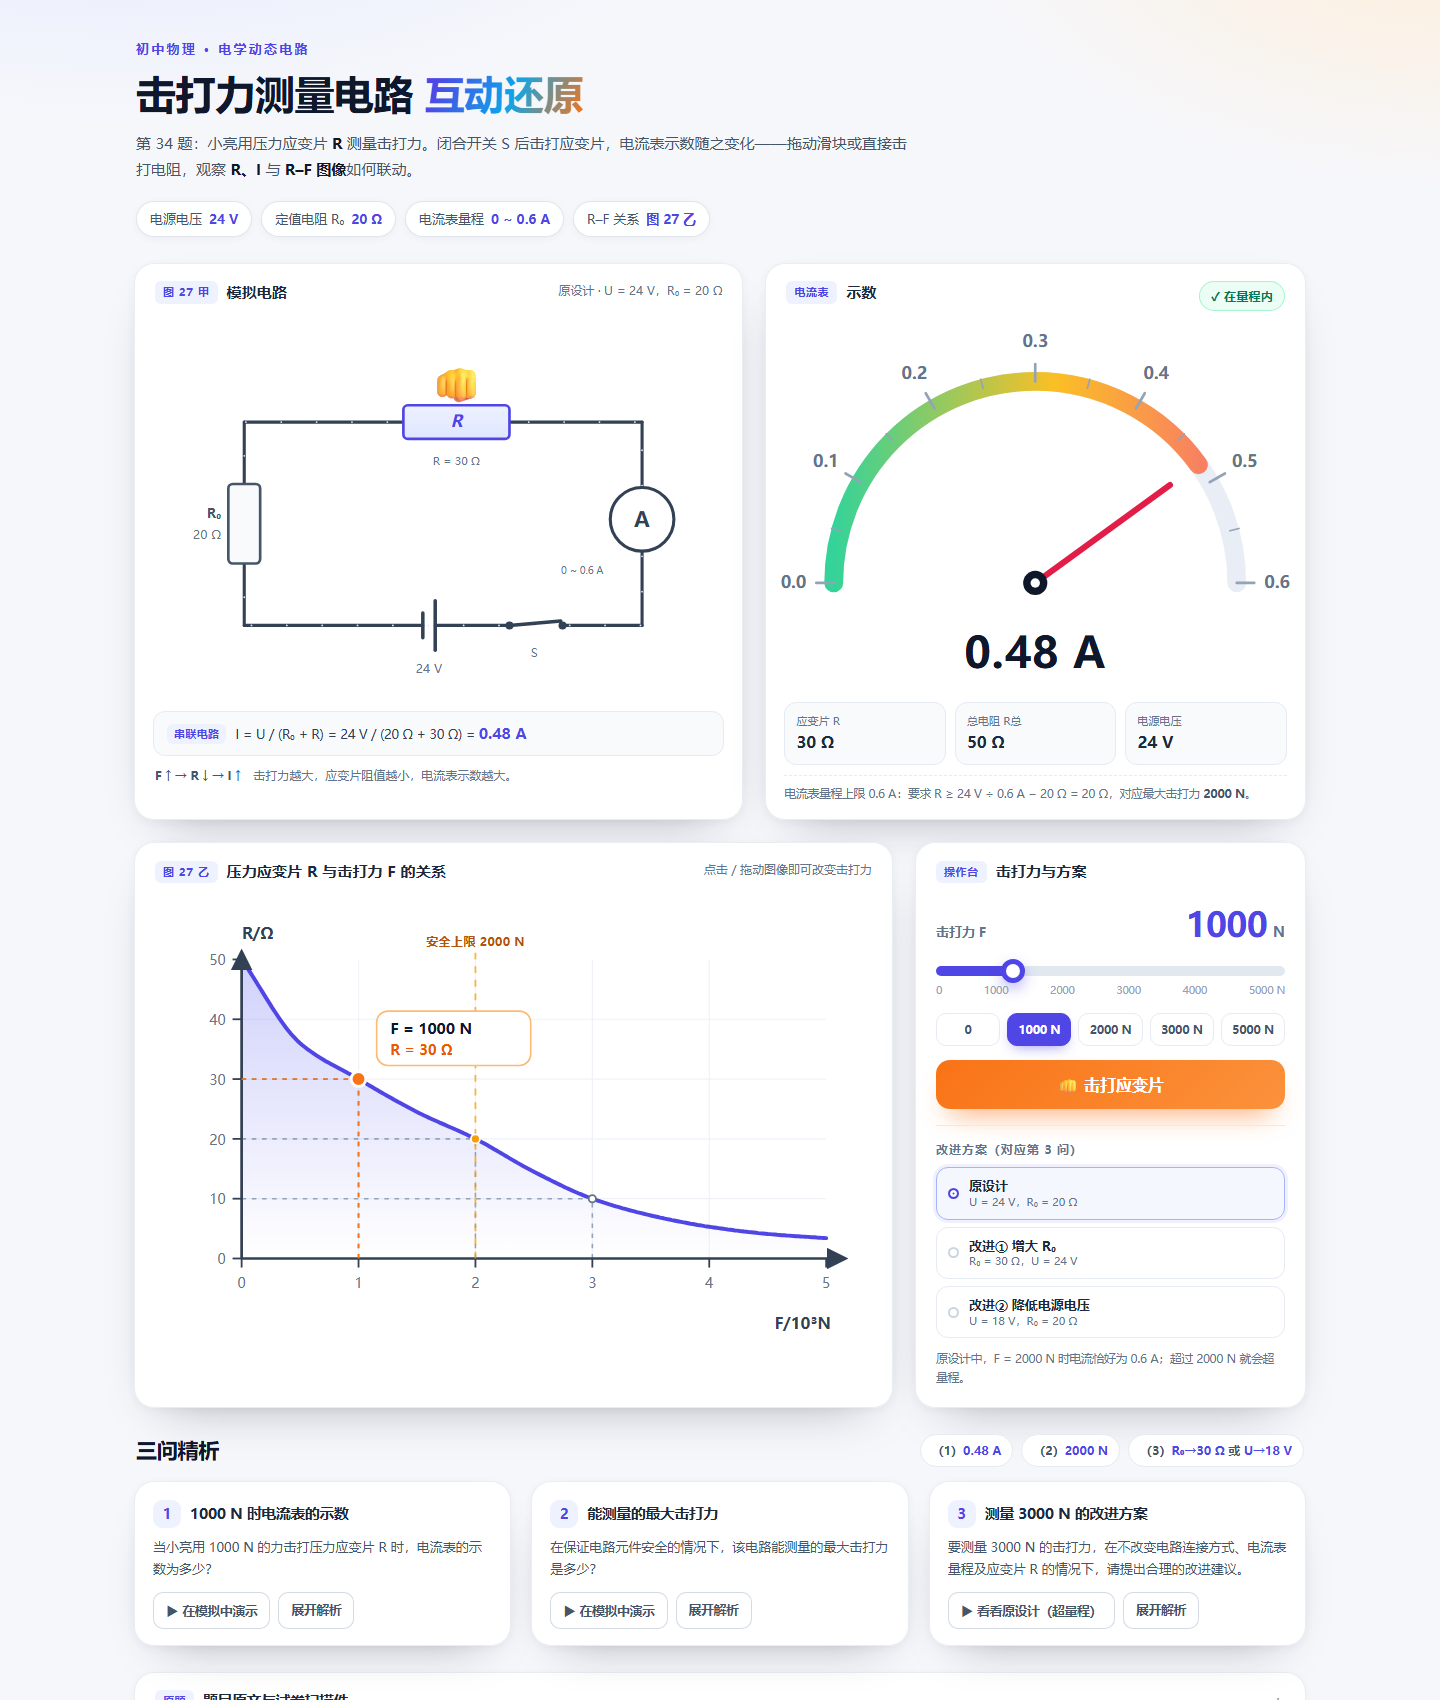 初中物理 · 电学动态电路
击打力测量电路 互动还原
第 34 题：小亮用压力应变片 R 测量击打力。闭合开关 S 后击打应变片，电流表示数随之变化——拖动滑块或直接击
打电阻，观察 R、I 与 R–F 图像如何联动。
电源电压 24 V
定值电阻 R₀ 20 Ω
电流表量程 0 ~ 0.6 A
R–F 关系 图 27 乙
图 27 甲 模拟电路
原设计 · U = 24 V，R₀ = 20 Ω
R
R = 30 Ω
R₀
20 Ω
A
0 ~ 0.6 A
S
24 V
串联电路 I = U / (R₀ + R) = 24 V / (20 Ω + 30 Ω) = 0.48 A
F↑→ R↓→ I↑ 击打力越大，应变片阻值越小，电流表示数越大。
电流表 示数
✓ 在量程内
0.0
0.1
0.2
0.3
0.4
0.5
0.6
0.48 A
应变片 R
30 Ω
总电阻 R总
50 Ω
电源电压
24 V
电流表量程上限 0.6 A：要求 R ≥ 24 V ÷ 0.6 A − 20 Ω = 20 Ω，对应最大击打力 2000 N。
图 27 乙 压力应变片 R 与击打力 F 的关系
点击 / 拖动图像即可改变击打力
R/Ω
安全上限 2000 N
50
40
30
20
10
0
F = 1000 N
R = 30 Ω
0 1 2 3 4 5
F/10³N
操作台 击打力与方案
击打力 F
1000 N
0 1000 2000 3000 4000 5000 N
0
1000 N
2000 N
3000 N
5000 N
👊 击打应变片
改进方案（对应第 3 问）
原设计
U = 24 V，R₀ = 20 Ω
改进① 增大 R₀
R₀ = 30 Ω，U = 24 V
改进② 降低电源电压
U = 18 V，R₀ = 20 Ω
原设计中，F = 2000 N 时电流恰好为 0.6 A；超过 2000 N 就会超
量程。
三问精析
（1）0.48 A
（2）2000 N
（3）R₀→30 Ω 或 U→18 V
1 1000 N 时电流表的示数
当小亮用 1000 N 的力击打压力应变片 R 时，电流表的示
数为多少？
▶ 在模拟中演示
展开解析
2 能测量的最大击打力
在保证电路元件安全的情况下，该电路能测量的最大击打力
是多少？
▶ 在模拟中演示
展开解析
3 测量 3000 N 的改进方案
要测量 3000 N 的击打力，在不改变电路连接方式、电流表
量程及应变片 R 的情况下，请提出合理的改进建议。
▶ 看看原设计（超量程）
展开解析